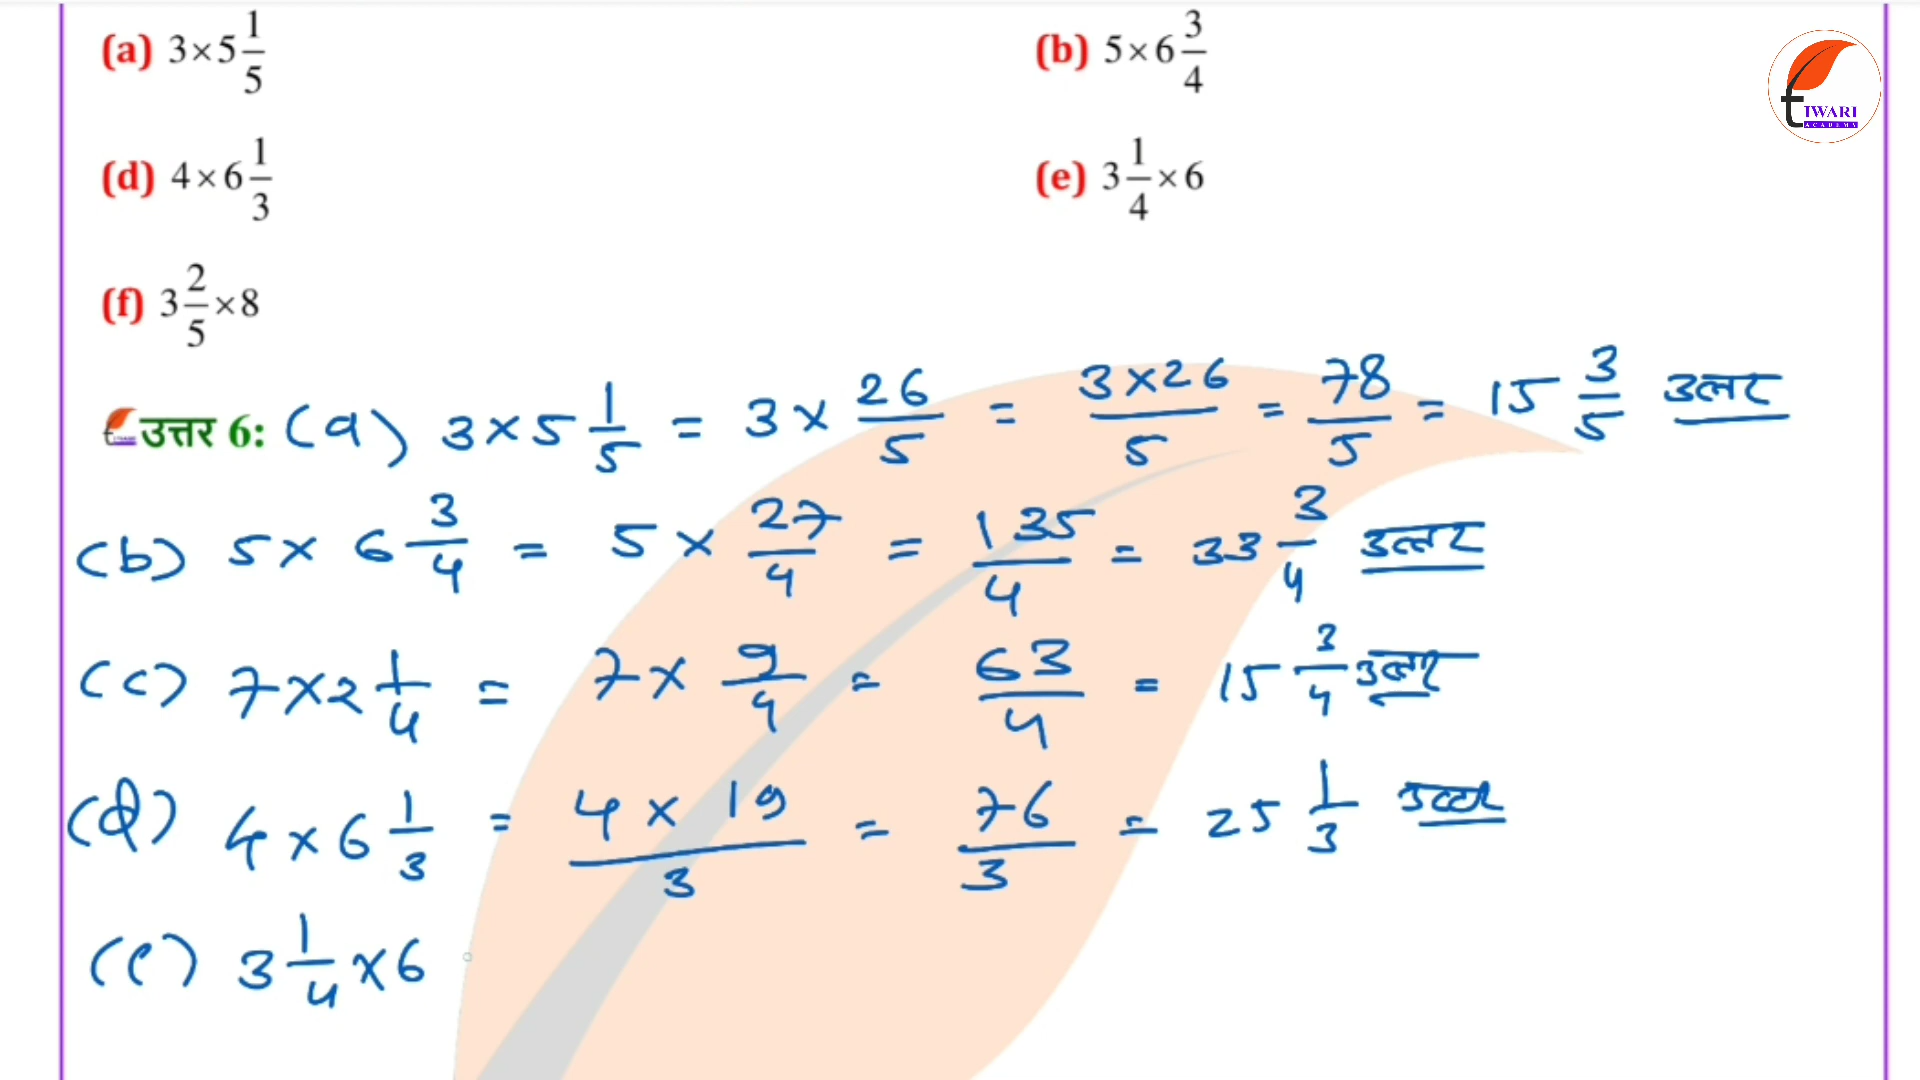 (a) 3×5 1/5 (b) 5×6 3/4
(d) 4×6 1/3 (e) 3 1/4×6
(f) 3 2/5×8
TIWARI
ACADEMY
उत्तर 6: (a) 3×5 1/5 = 3× 26/5 = 3×26/5 = 78/5 = 15 3/5 उत्तर
(b) 5× 6 3/4 = 5 × 27/4 = 135/4 = 33 3/4 उत्तर
(c) 7×2 1/4 = 7× 9/4 = 63/4 = 15 3/4 उत्तर
(d) 4×6 1/3 = 4 × 19/3 = 76/3 = 25 1/3 उत्तर
(e) 3 1/4×6